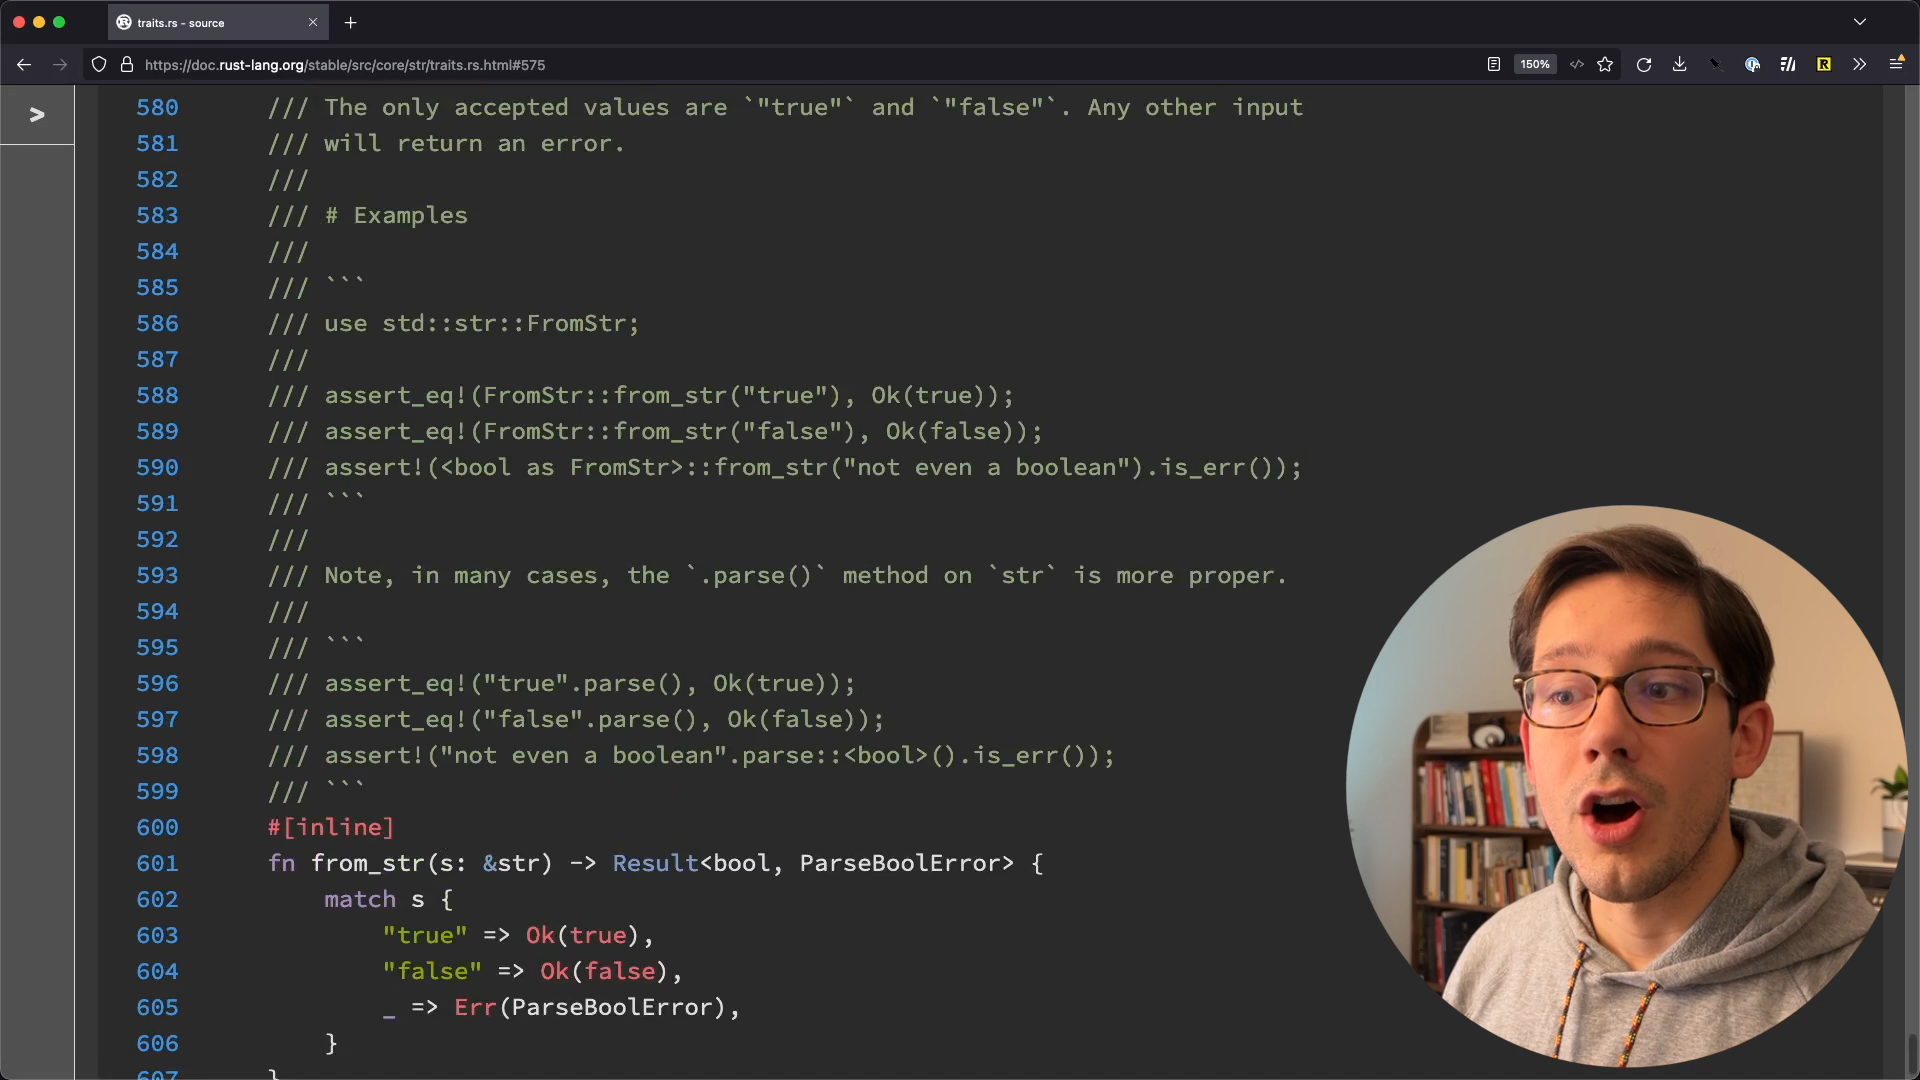 traits.rs - source
https://doc.rust-lang.org/stable/src/core/str/traits.rs.html#575
150%
580 /// The only accepted values are `"true"` and `"false"`. Any other input
581 /// will return an error.
582 ///
583 /// # Examples
584 ///
585 /// ```
586 /// use std::str::FromStr;
587 ///
588 /// assert_eq!(FromStr::from_str("true"), Ok(true));
589 /// assert_eq!(FromStr::from_str("false"), Ok(false));
590 /// assert!(<bool as FromStr>::from_str("not even a boolean").is_err());
591 /// ```
592 ///
593 /// Note, in many cases, the `.parse()` method on `str` is more proper.
594 ///
595 /// ```
596 /// assert_eq!("true".parse(), Ok(true));
597 /// assert_eq!("false".parse(), Ok(false));
598 /// assert!("not even a boolean".parse::<bool>().is_err());
599 /// ```
600 #[inline]
601 fn from_str(s: &str) -> Result<bool, ParseBoolError> {
602 match s {
603 "true" => Ok(true),
604 "false" => Ok(false),
605 _ => Err(ParseBoolError),
606 }
607 }